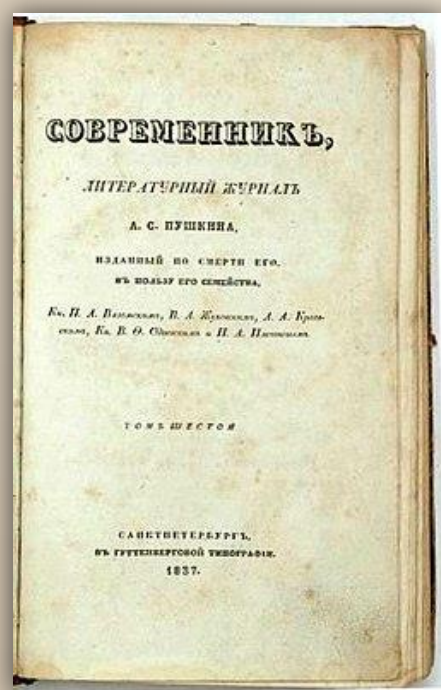 СОВРЕМЕННИКЪ,
ЛИТЕРАТУРНЫЙ ЖУРНАЛЪ
А. С. ПУШКИНА,
ИЗДАННЫЙ ПО СМЕРТИ ЕГО,
ВЪ ПОЛЬЗУ ЕГО СЕМЕЙСТВА,
Кн. П. А. Вяземскимъ, В. А. Жуковскимъ, А. А. Краев-
скимъ, Кн. В. Ѳ. Одоевскимъ и П. А. Плетневымъ
ТОМЪ ШЕСТОЙ
САНКТПЕТЕРБУРГЪ,
ВЪ ГУТТЕНБЕРГОВОЙ ТИПОГРАФІИ.
1837.